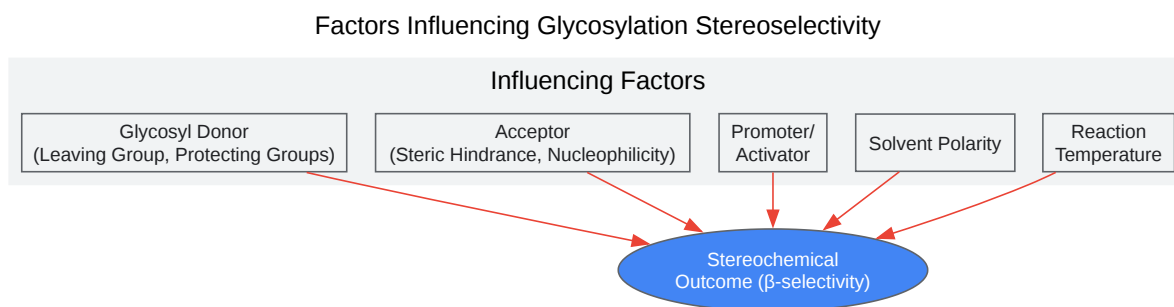 Factors Influencing Glycosylation Stereoselectivity
Influencing Factors
Glycosyl Donor
(Leaving Group, Protecting Groups)
Acceptor
(Steric Hindrance, Nucleophilicity)
Promoter/
Activator
Solvent Polarity
Reaction
Temperature
Stereochemical
Outcome (β-selectivity)